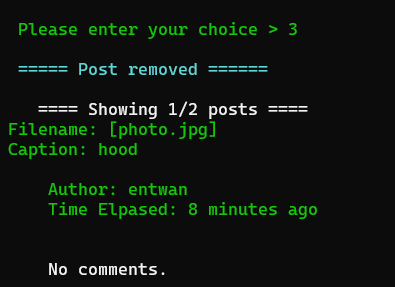 Please enter your choice > 3
===== Post removed ======
==== Showing 1/2 posts ====
Filename: [photo.jpg]
Caption: hood
Author: entwan
Time Elpased: 8 minutes ago
No comments.